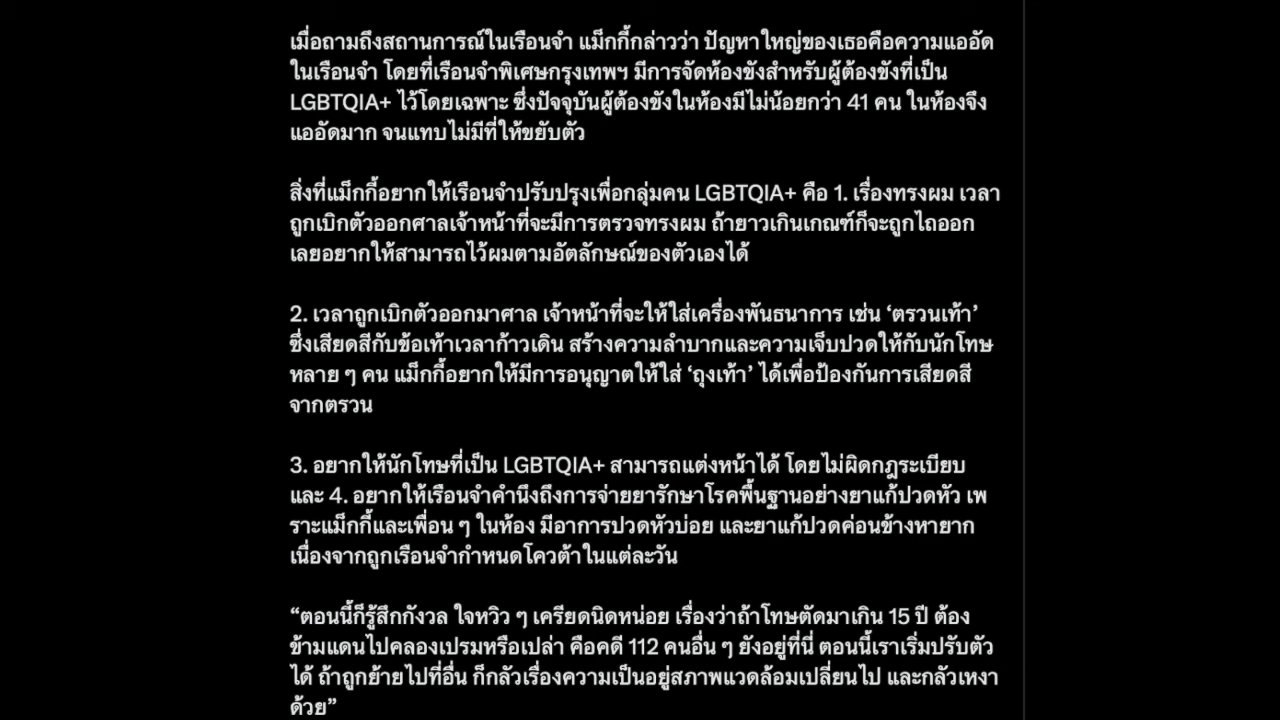 เมื่อถามถึงสถานการณ์ในเรือนจำ แม็กกี้กล่าวว่า ปัญหาใหญ่ของเธอคือความแออัด
ในเรือนจำ โดยที่เรือนจำพิเศษกรุงเทพฯ มีการจัดห้องขังสำหรับผู้ต้องขังที่เป็น
LGBTQIA+ ไว้โดยเฉพาะ ซึ่งปัจจุบันผู้ต้องขังในห้องมีไม่น้อยกว่า 41 คน ในห้องจึง
แออัดมาก จนแทบไม่มีที่ให้ขยับตัว
สิ่งที่แม็กกี้อยากให้เรือนจำปรับปรุงเพื่อกลุ่มคน LGBTQIA+ คือ 1. เรื่องทรงผม เวลา
ถูกเบิกตัวออกศาลเจ้าหน้าที่จะมีการตรวจทรงผม ถ้ายาวเกินเกณฑ์ก็จะถูกไถออก
เลยอยากให้สามารถไว้ผมตามอัตลักษณ์ของตัวเองได้
2. เวลาถูกเบิกตัวออกมาศาล เจ้าหน้าที่จะให้ใส่เครื่องพันธนาการ เช่น ‘ตรวนเท้า’
ซึ่งเสียดสีกับข้อเท้าเวลาก้าวเดิน สร้างความลำบากและความเจ็บปวดให้กับนักโทษ
หลาย ๆ คน แม็กกี้อยากให้มีการอนุญาตให้ใส่ ‘ถุงเท้า’ ได้เพื่อป้องกันการเสียดสี
จากตรวน
3. อยากให้นักโทษที่เป็น LGBTQIA+ สามารถแต่งหน้าได้ โดยไม่ผิดกฎระเบียบ
และ 4. อยากให้เรือนจำคำนึงถึงการจ่ายยารักษาโรคพื้นฐานอย่างยาแก้ปวดหัว เพ
ราะแม็กกี้และเพื่อน ๆ ในห้อง มีอาการปวดหัวบ่อย และยาแก้ปวดค่อนข้างหายาก
เนื่องจากถูกเรือนจำกำหนดโควต้าในแต่ละวัน
“ตอนนี้ก็รู้สึกกังวล ใจหวิว ๆ เครียดนิดหน่อย เรื่องว่าถ้าโทษตัดมาเกิน 15 ปี ต้อง
ข้ามแดนไปคลองเปรมหรือเปล่า คือคดี 112 คนอื่น ๆ ยังอยู่ที่นี่ ตอนนี้เราเริ่มปรับตัว
ได้ ถ้าถูกย้ายไปที่อื่น ก็กลัวเรื่องความเป็นอยู่สภาพแวดล้อมเปลี่ยนไป และกลัวเหงา
ด้วย”